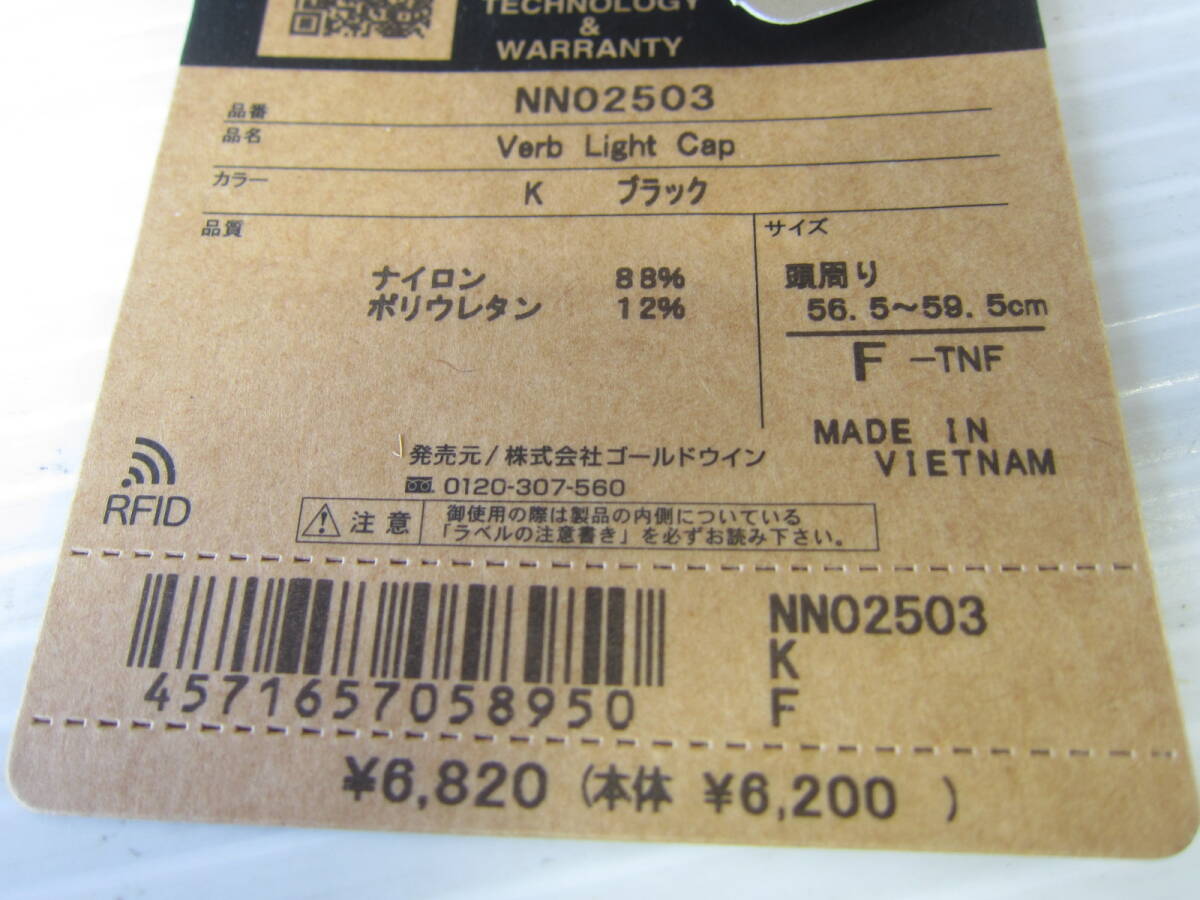 TECHNOLOGY
&
WARRANTY
品番 NN02503
品名 Verb Light Cap
カラー K ブラック
品質
ナイロン 88%
ポリウレタン 12%
サイズ
頭周り
56.5〜59.5cm
F -TNF
MADE IN
VIETNAM
RFID
発売元/株式会社ゴールドウイン
0120-307-560
注意
御使用の際は製品の内側についている
「ラベルの注意書き」を必ずお読み下さい。
4571657058950
NN02503
K
F
¥6,820 (本体 ¥6,200 )